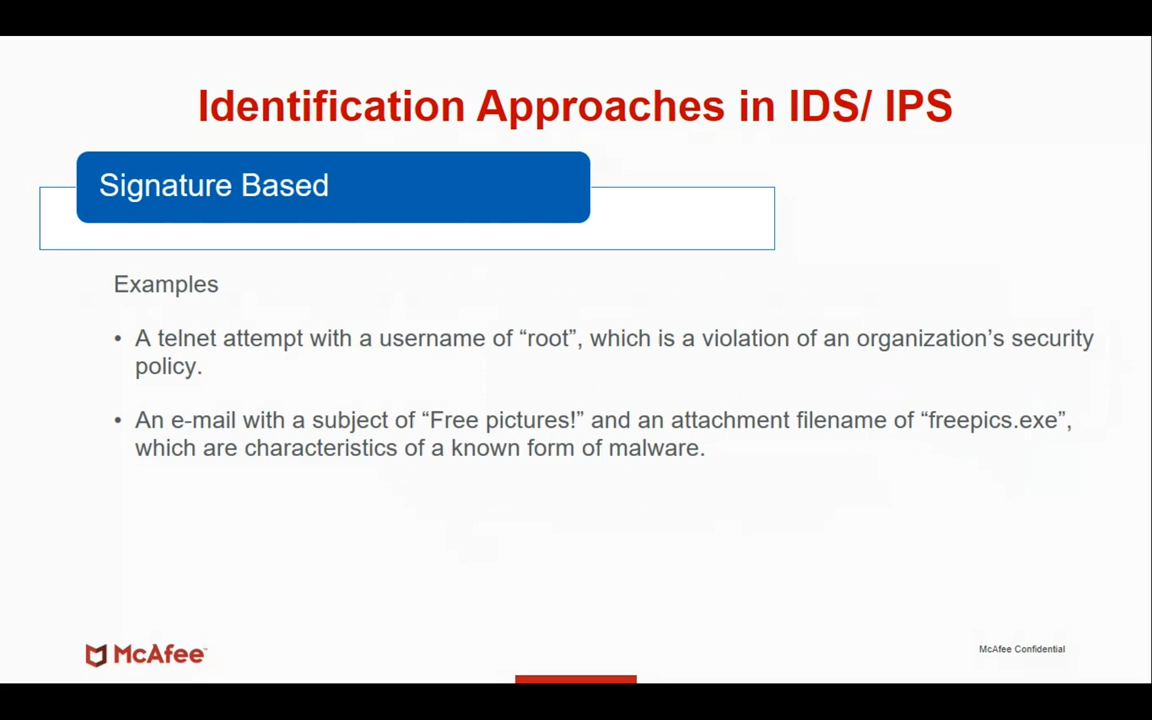 Identification Approaches in IDS/ IPS
Signature Based
Examples
• A telnet attempt with a username of “root”, which is a violation of an organization’s security
policy.
• An e-mail with a subject of “Free pictures!” and an attachment filename of “freepics.exe”,
which are characteristics of a known form of malware.
McAfee™
McAfee Confidential